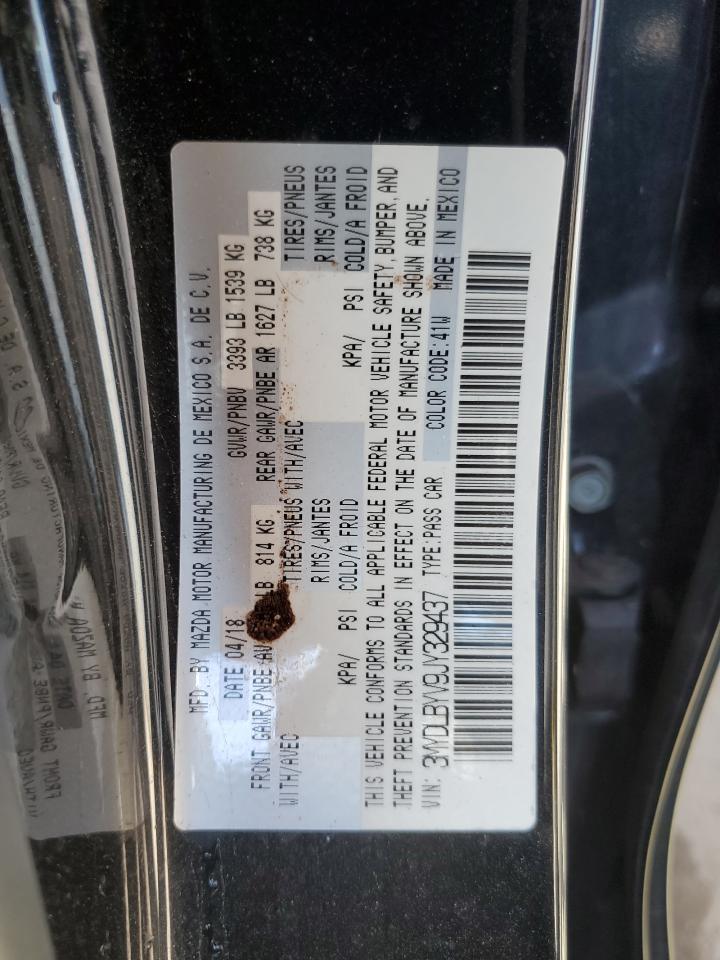 MFD. BY MAZDA MOTOR MANUFACTURING DE MEXICO S.A. DE C.V.
DATE 04/18 GVWR/PNBV 3393 LB 1539 KG
FRONT GAWR/PNBE AV LB 814 KG REAR GAWR/PNBE AR 1627 LB 738 KG
WITH/AVEC TIRES/PNEUS WITH/AVEC TIRES/PNEUS
RIMS/JANTES RIMS/JANTES
KPA/ PSI COLD/A FROID KPA/ PSI COLD/A FROID
THIS VEHICLE CONFORMS TO ALL APPLICABLE FEDERAL MOTOR VEHICLE SAFETY, BUMPER, AND
THEFT PREVENTION STANDARDS IN EFFECT ON THE DATE OF MANUFACTURE SHOWN ABOVE.
VIN: 3MYDLBYV9JY329437 TYPE:PASS CAR COLOR CODE:41W MADE IN MEXICO